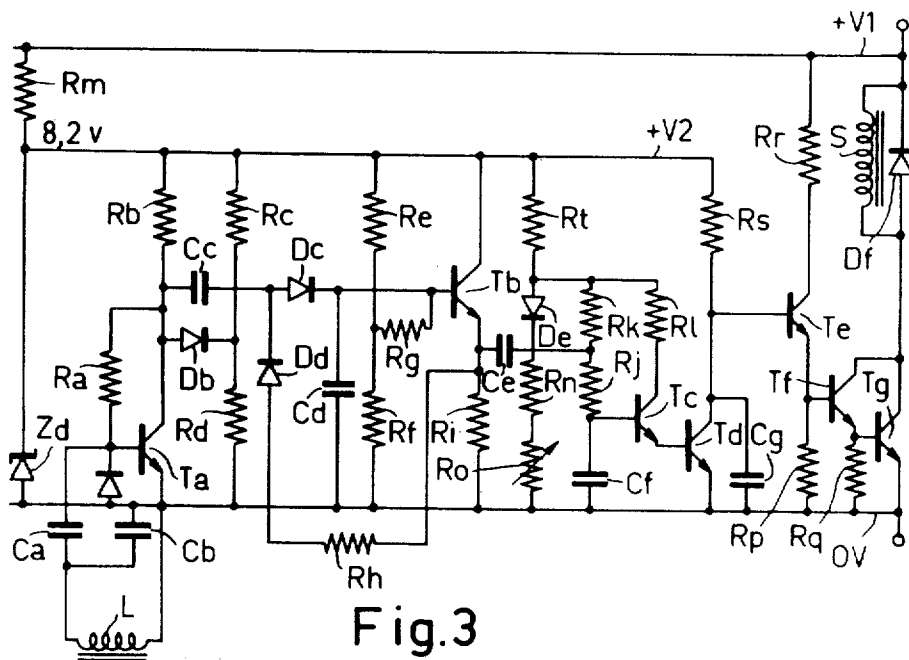 +V1
Rm
8,2 v
+V2
Rr
S
Rb
Rc
Re
Rt
Rs
Df
Cc
Dc
Tb
De
Rk
Rl
Te
Ra
Db
Dd
Rg
Ce
Rn
Rj
Tf
Tg
Zd
Rd
Cd
Rf
Ri
Tc
Td
Cg
Ta
Ro
Cf
Ca
Cb
Rh
Rp
Rq
OV
L
Fig.3